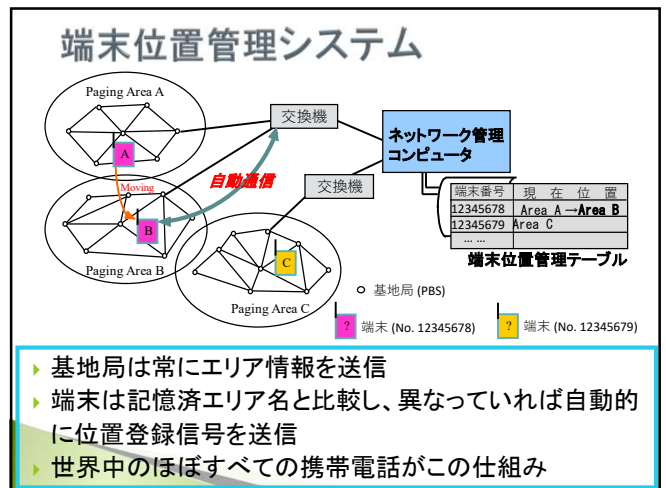 端末位置管理システム
Paging Area A
交換機
ネットワーク管理
コンピュータ
A
Moving
自動通信
交換機
端末番号 現 在 位 置
12345678 Area A →Area B
12345679 Area C
… …
端末位置管理テーブル
B
Paging Area B
C
Paging Area C
基地局 (PBS)
? 端末 (No. 12345678)
? 端末 (No. 12345679)
基地局は常にエリア情報を送信
端末は記憶済エリア名と比較し、異なっていれば自動的
に位置登録信号を送信
世界中のほぼすべての携帯電話がこの仕組み